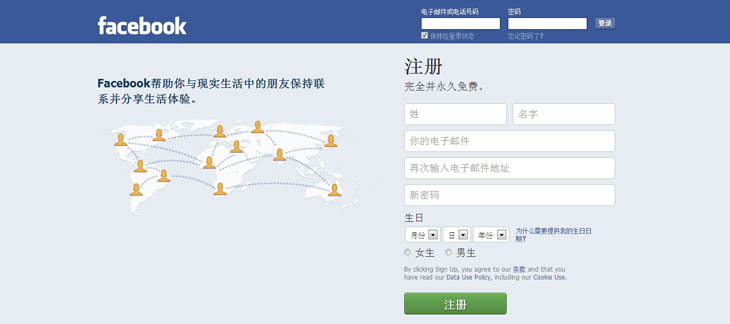 facebook
电子邮件或电话号码
密码
登录
保持在登录状态
忘记密码了?
Facebook帮助你与现实生活中的朋友保持联
系并分享生活体验。
注册
完全并永久免费。
姓
名字
你的电子邮件
再次输入电子邮件地址
新密码
生日
月份
日
年份
为什么需要提供我的生日日
期?
女生
男生
By clicking Sign Up, you agree to our 条款 and that you
have read our Data Use Policy, including our Cookie Use.
注册